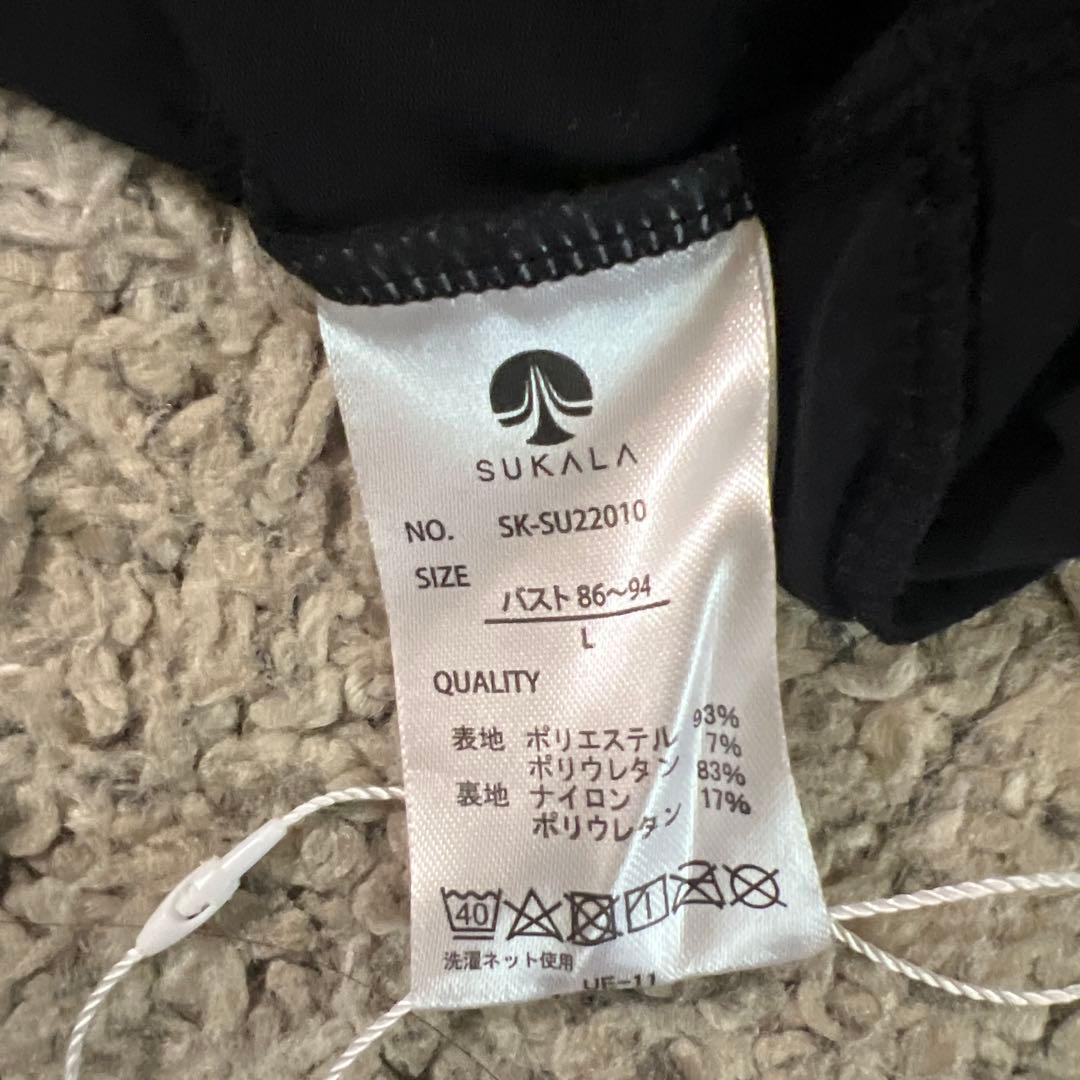 SUKALA
NO. SK-SU22010
SIZE
バスト 86〜94
L
QUALITY
表地 ポリエステル 93%
ポリウレタン 7%
裏地 ナイロン 83%
ポリウレタン 17%
40
洗濯ネット使用